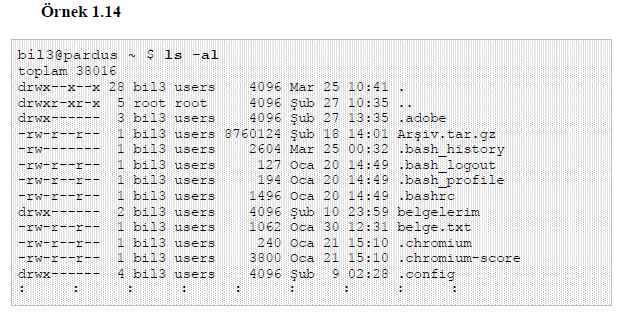 Örnek 1.14
bil3@pardus ~ $ ls -al
toplam 38016
drwx--x--x 28 bil3 users    4096 Mar 25 10:41 .
drwxr-xr-x  5 root root     4096 Şub 27 10:35 ..
drwx------  3 bil3 users    4096 Şub 27 13:35 .adobe
-rw-r--r--  1 bil3 users 8760124 Şub 18 14:01 Arşiv.tar.gz
-rw-------  1 bil3 users    2604 Mar 25 00:32 .bash_history
-rw-r--r--  1 bil3 users     127 Oca 20 14:49 .bash_logout
-rw-r--r--  1 bil3 users     194 Oca 20 14:49 .bash_profile
-rw-r--r--  1 bil3 users    1496 Oca 20 14:49 .bashrc
drwx------  2 bil3 users    4096 Şub 10 23:59 belgelerim
-rw-r--r--  1 bil3 users    1062 Oca 30 12:31 belge.txt
-rw-r--r--  1 bil3 users     240 Oca 21 15:10 .chromium
-rw-r--r--  1 bil3 users    3800 Oca 21 15:10 .chromium-score
drwx------  4 bil3 users    4096 Şub  9 02:28 .config
:     :     :     :     :     :     :     :     :